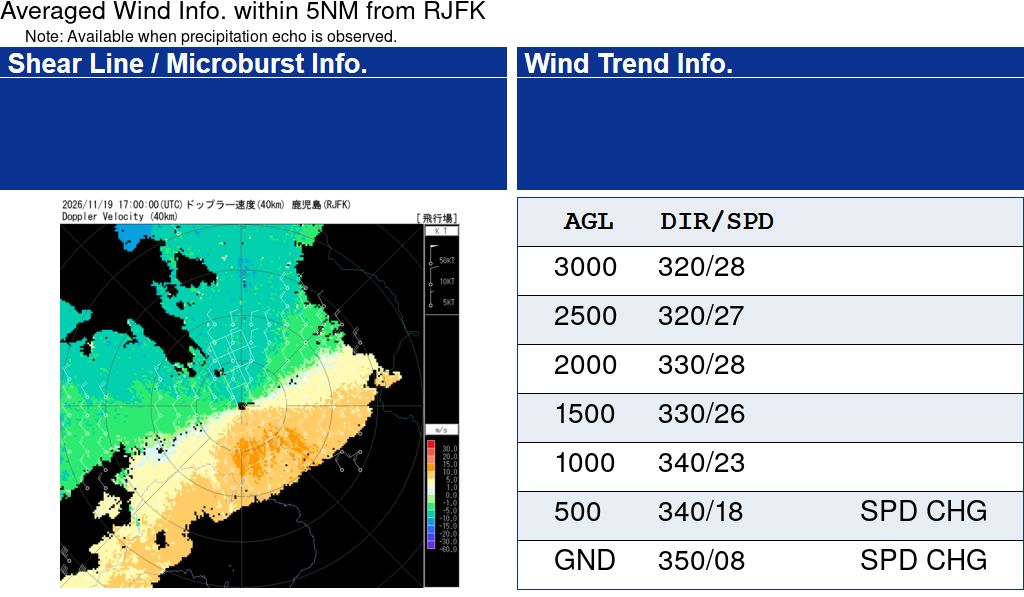 Averaged Wind Info. within 5NM from RJFK
Note: Available when precipitation echo is observed.
Shear Line / Microburst Info.
Wind Trend Info.
2026/11/19 17:00:00(UTC) ドップラー速度(40km) 鹿児島(RJFK)
Doppler Velocity (40km)
[飛行場]
KT
50KT
10KT
5KT
m/s
30.0
20.0
15.0
10.0
5.0
1.0
0.0
-1.0
-5.0
-10.0
-15.0
-20.0
-30.0
-60.0
AGL DIR/SPD
3000 320/28
2500 320/27
2000 330/28
1500 330/26
1000 340/23
500 340/18 SPD CHG
GND 350/08 SPD CHG